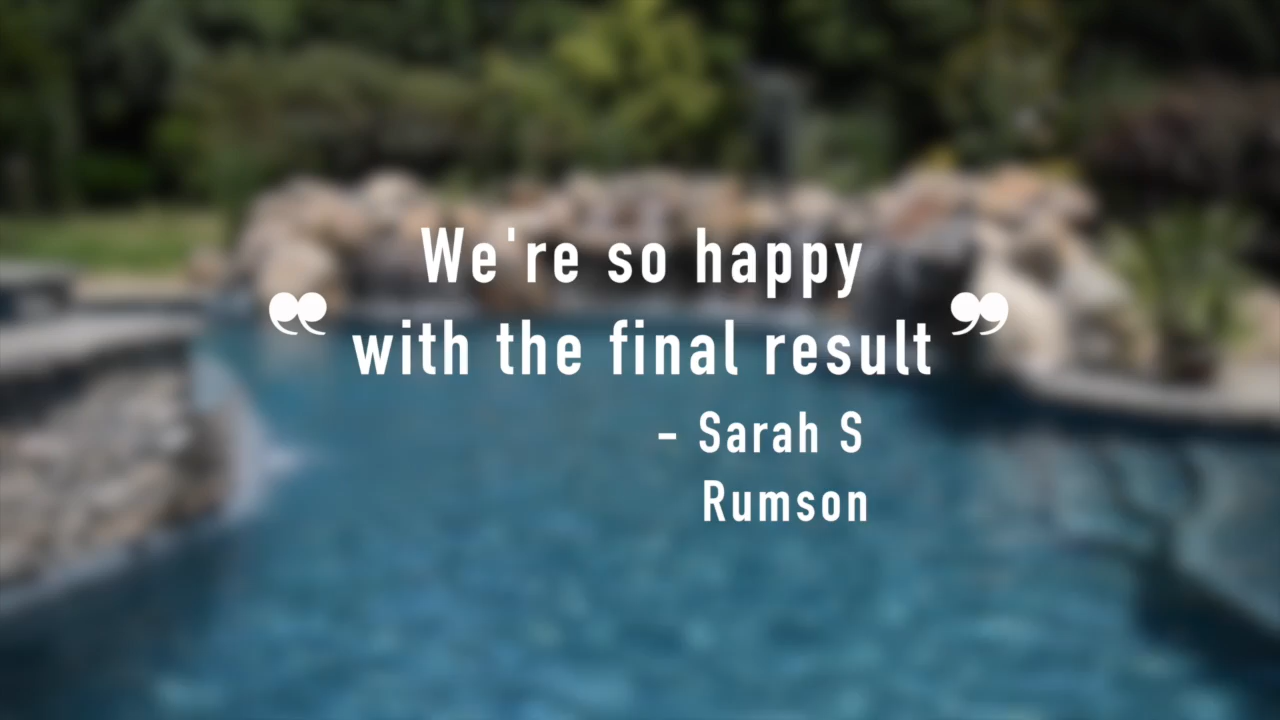 We're so happy
❝ with the final result ❞
- Sarah S
Rumson